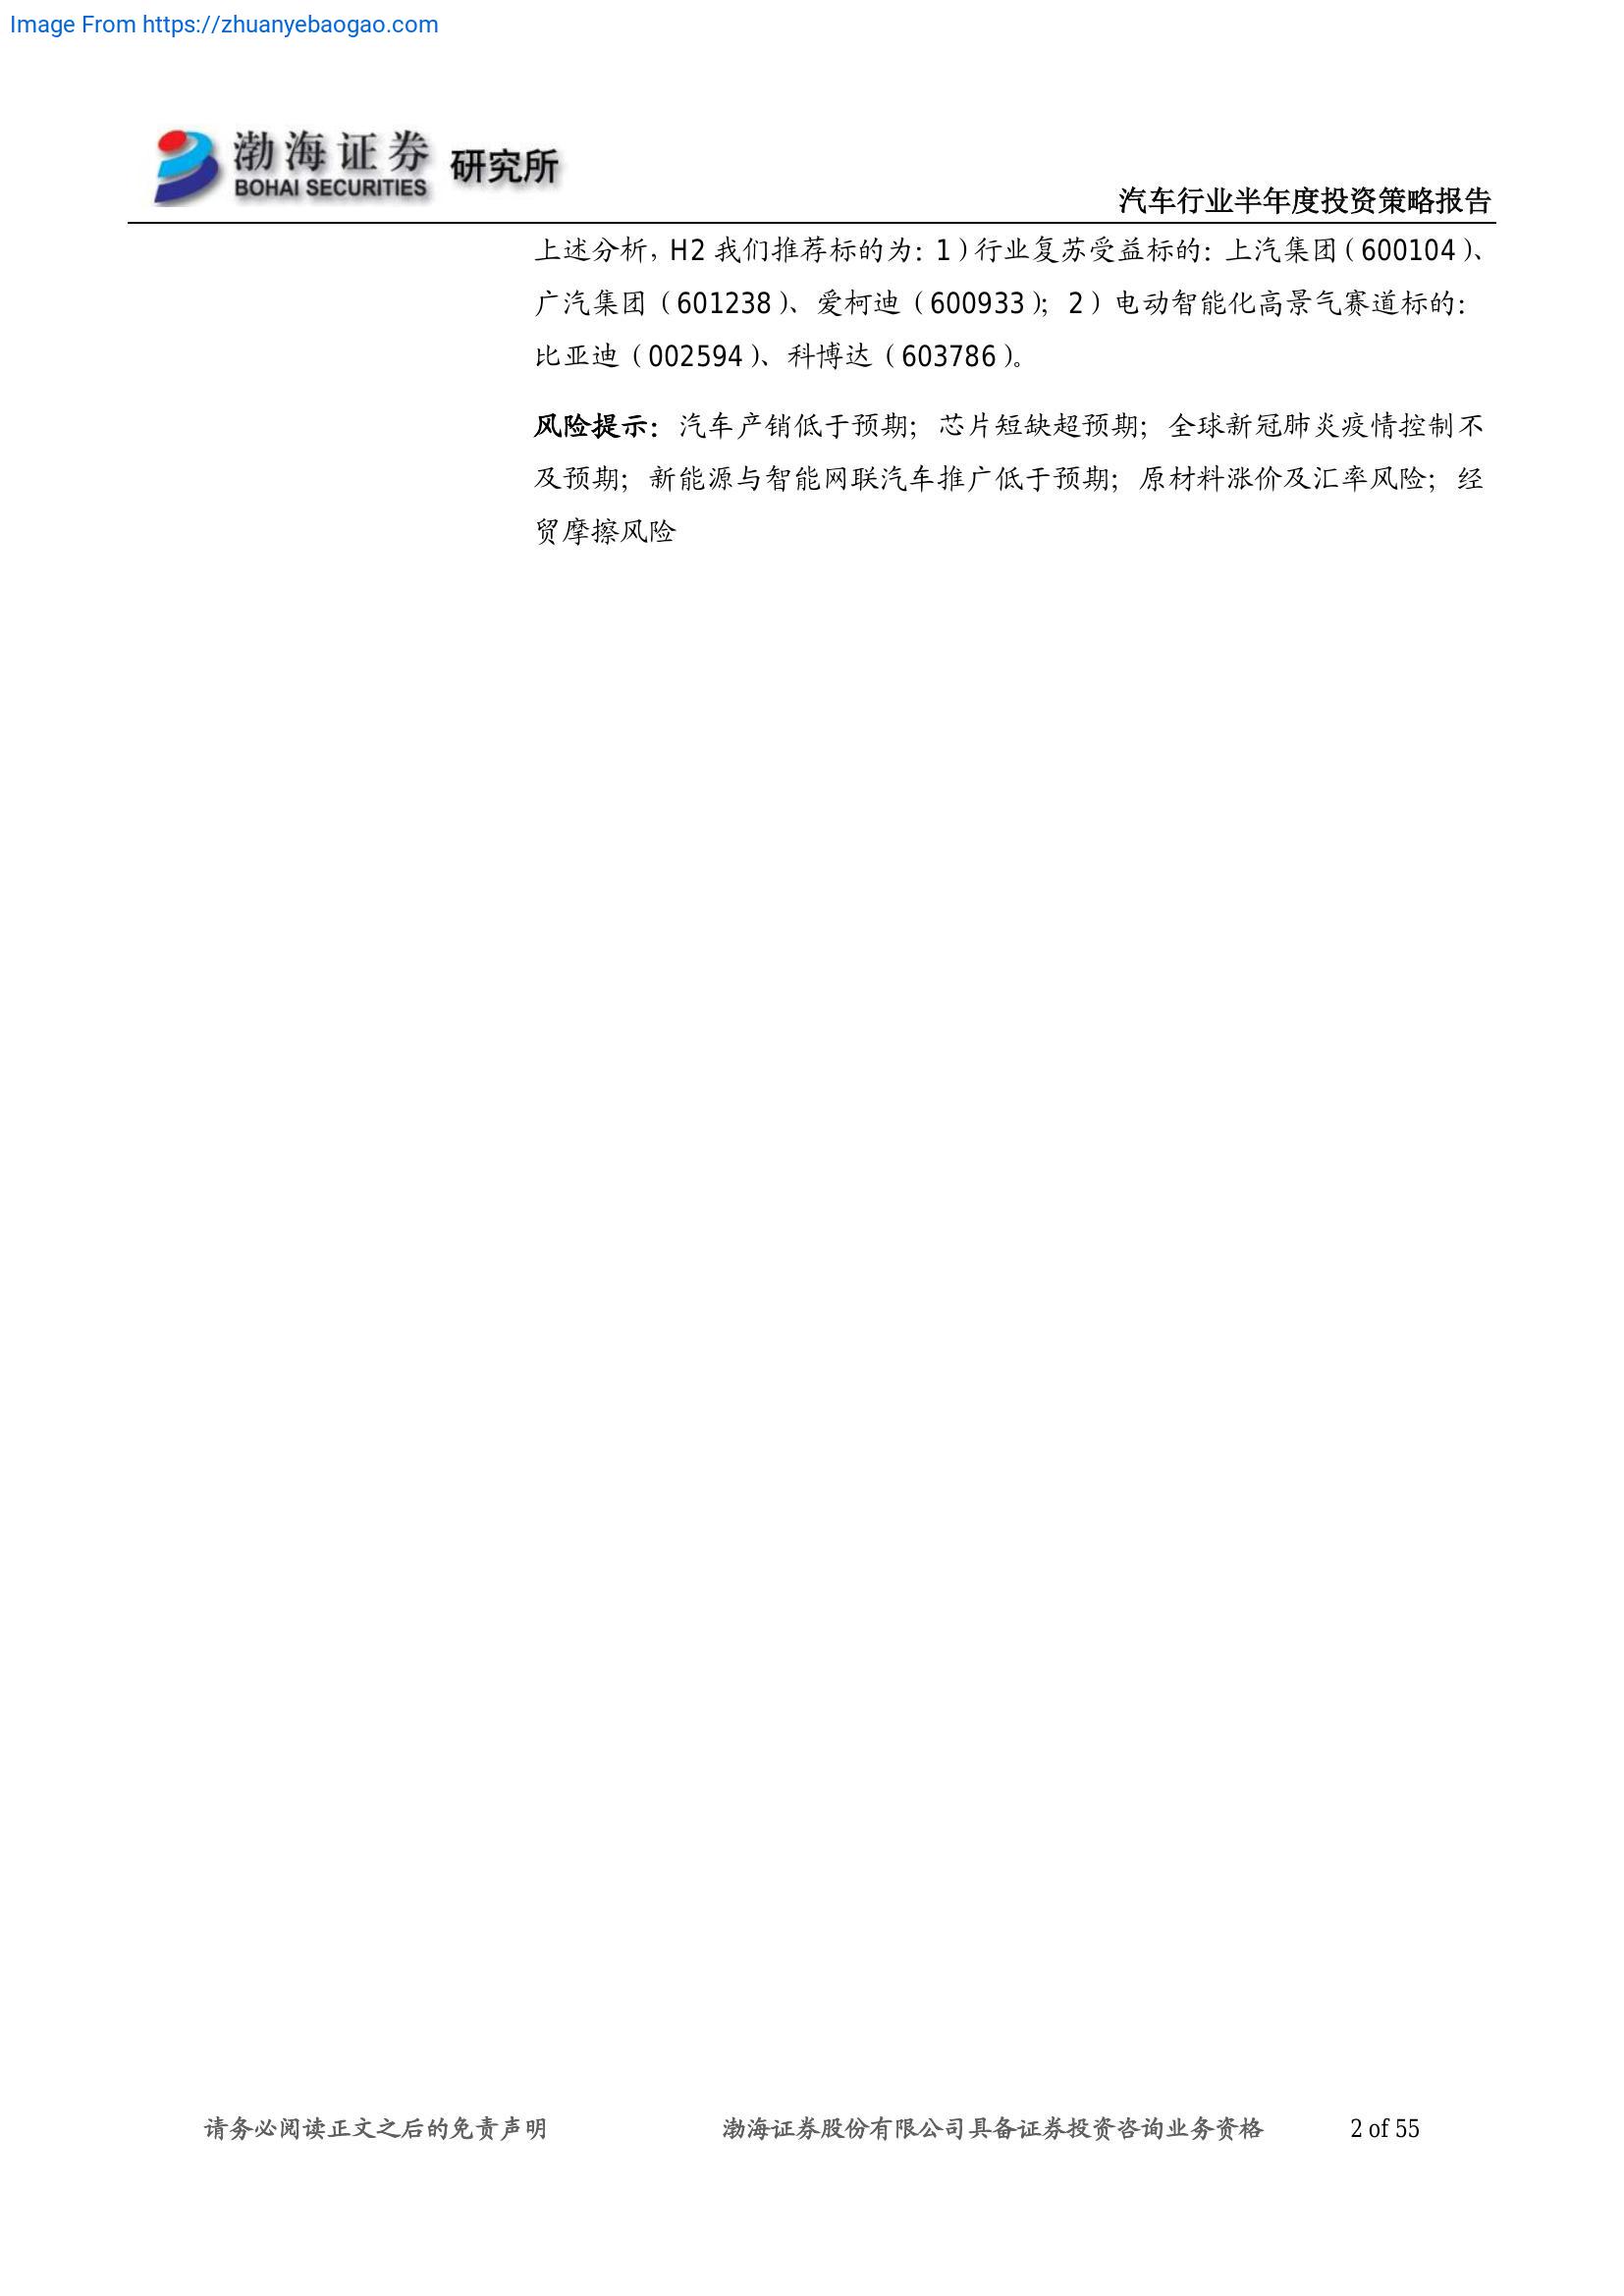 Image From https://zhuanyebaogao.com
渤海证券 研究所
BOHAI SECURITIES
汽车行业半年度投资策略报告
上述分析，H2 我们推荐标的为：1）行业复苏受益标的：上汽集团（600104）、
广汽集团（601238）、爱柯迪（600933）；2）电动智能化高景气赛道标的：
比亚迪（002594）、科博达（603786）。
风险提示：汽车产销低于预期；芯片短缺超预期；全球新冠肺炎疫情控制不
及预期；新能源与智能网联汽车推广低于预期；原材料涨价及汇率风险；经
贸摩擦风险
请务必阅读正文之后的免责声明 渤海证券股份有限公司具备证券投资咨询业务资格 2 of 55